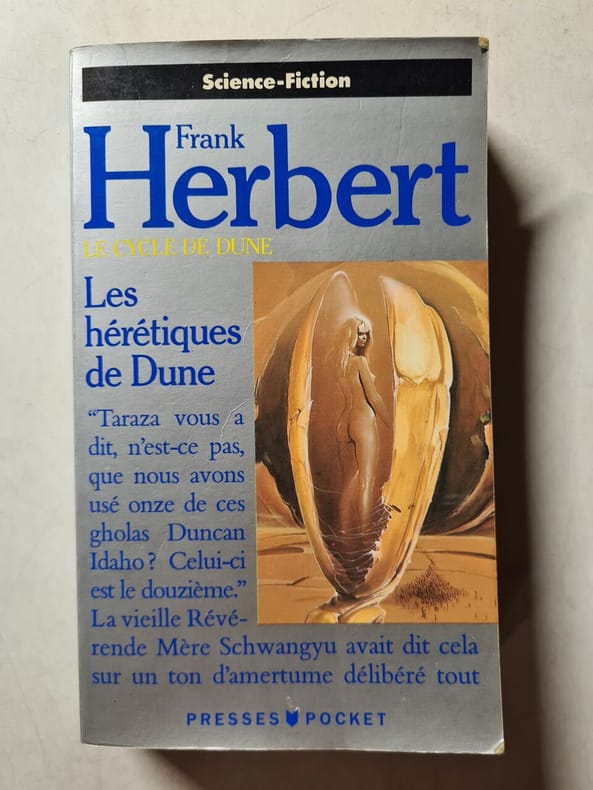 Science-Fiction
Frank
Herbert
LE CYCLE DE DUNE
Les
hérétiques
de Dune
“Taraza vous a
dit, n'est-ce pas,
que nous avons
usé onze de ces
gholas Duncan
Idaho? Celui-ci
est le douzième.”
La vieille Révé-
rende Mère Schwangyu avait dit cela
sur un ton d'amertume délibéré tout
PRESSES POCKET